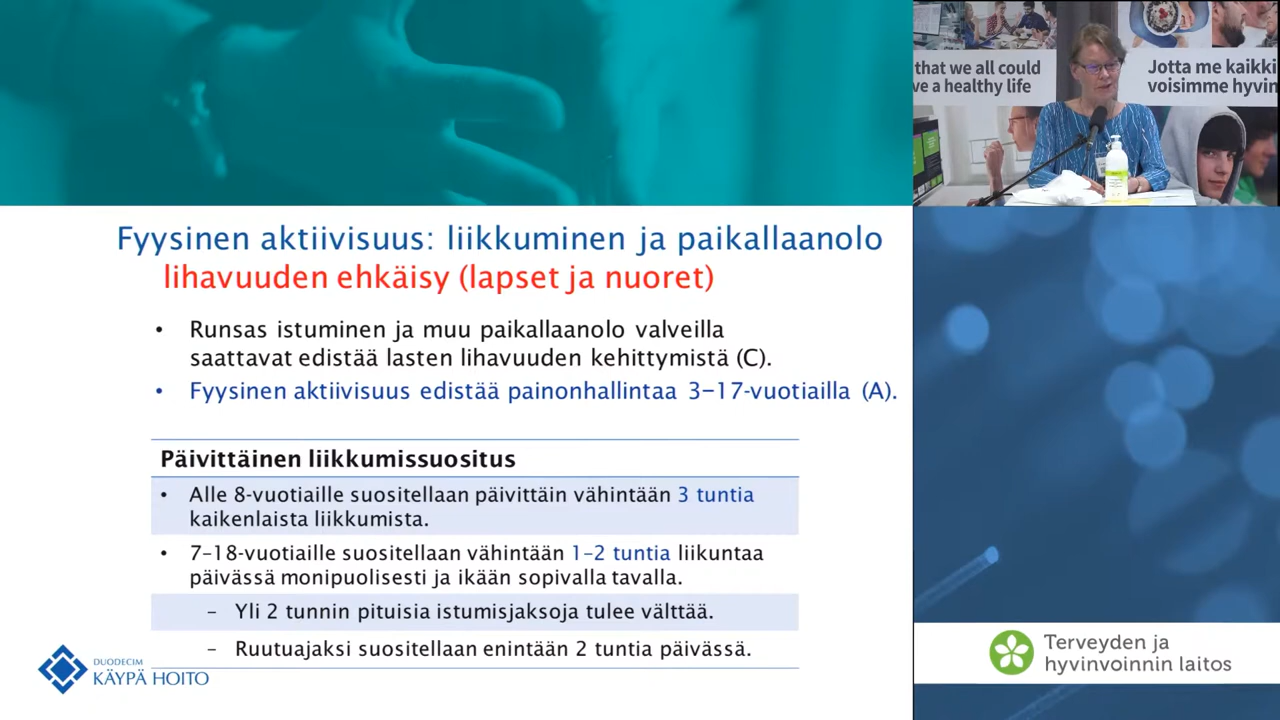 that we all could
ve a healthy life
Jotta me kaikki
voisimme hyvin
Fyysinen aktiivisuus: liikkuminen ja paikallaanolo
lihavuuden ehkäisy (lapset ja nuoret)
• Runsas istuminen ja muu paikallaanolo valveilla
saattavat edistää lasten lihavuuden kehittymistä (C).
• Fyysinen aktiivisuus edistää painonhallintaa 3–17-vuotiailla (A).
Päivittäinen liikkumissuositus
• Alle 8-vuotiaille suositellaan päivittäin vähintään 3 tuntia
kaikenlaista liikkumista.
• 7–18-vuotiaille suositellaan vähintään 1–2 tuntia liikuntaa
päivässä monipuolisesti ja ikään sopivalla tavalla.
– Yli 2 tunnin pituisia istumisjaksoja tulee välttää.
– Ruutuajaksi suositellaan enintään 2 tuntia päivässä.
DUODECIM
KÄYPÄ HOITO
Terveyden ja
hyvinvoinnin laitos